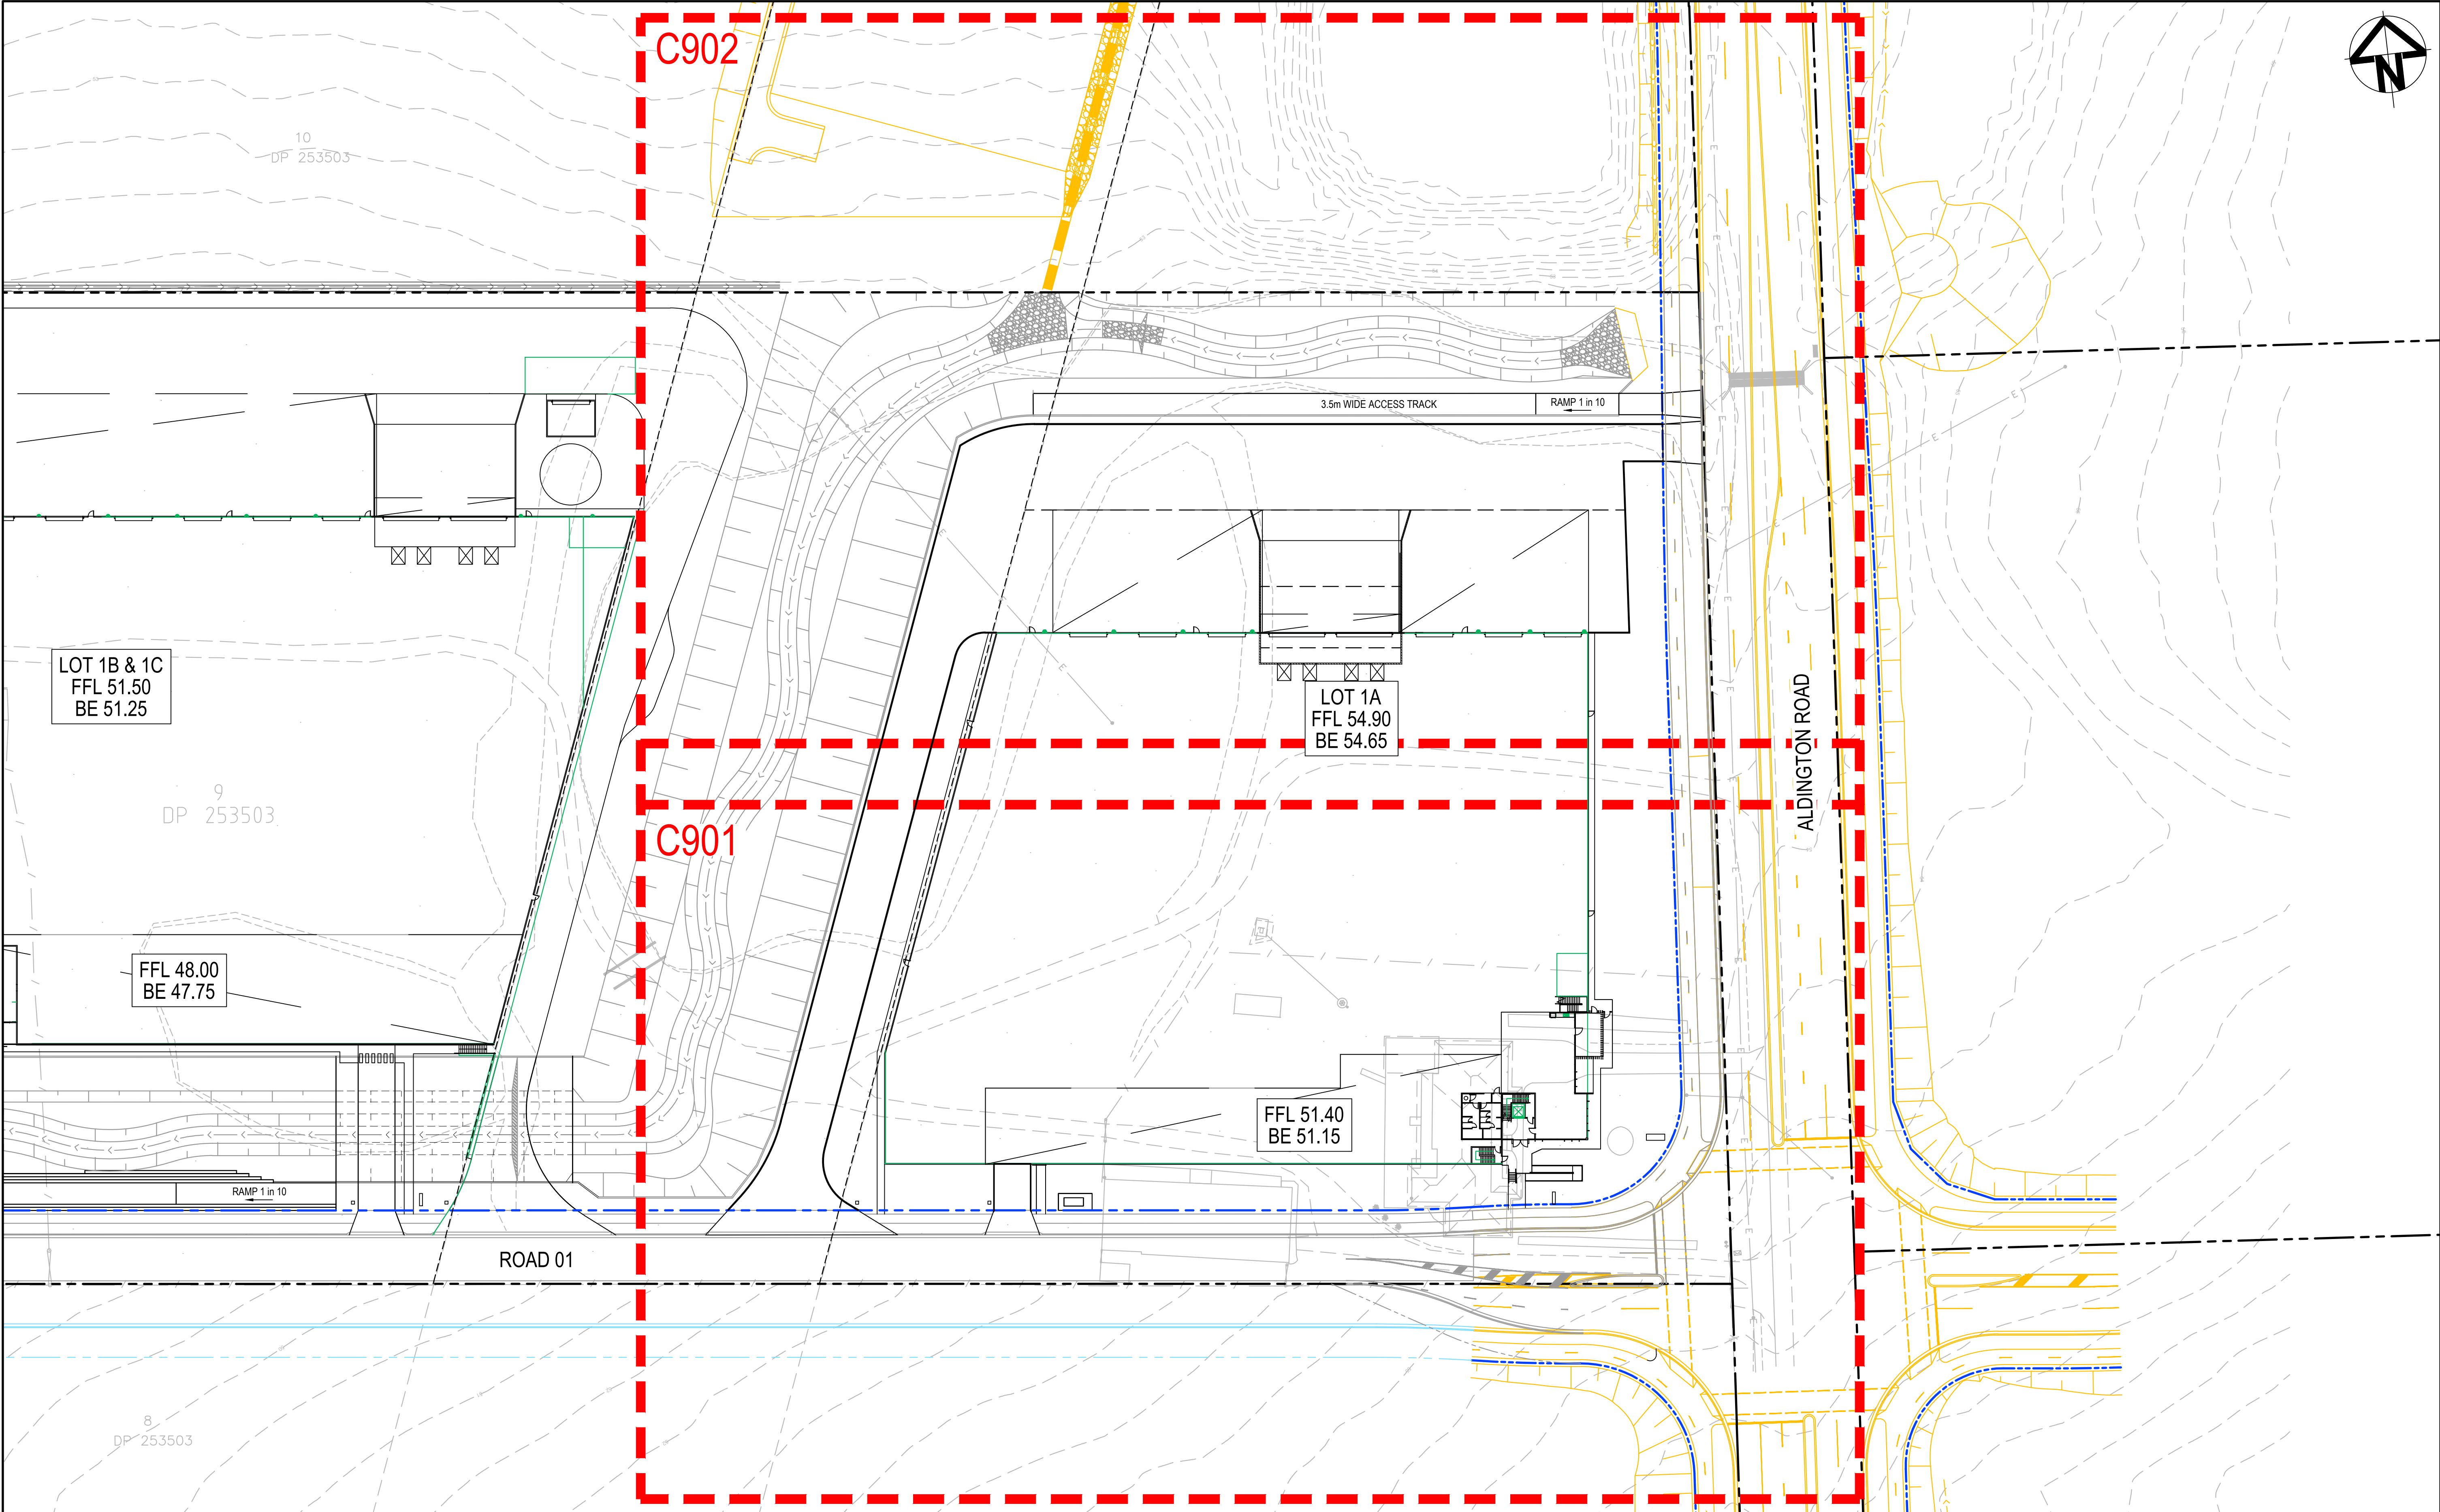 C902
N
10
DP 253503
3.5m WIDE ACCESS TRACK
RAMP 1 in 10
LOT 1B & 1C
FFL 51.50
BE 51.25
LOT 1A
FFL 54.90
BE 54.65
ALDINGTON ROAD
9
DP 253503
C901
FFL 48.00
BE 47.75
FFL 51.40
BE 51.15
RAMP 1 in 10
ROAD 01
8
DP 253503